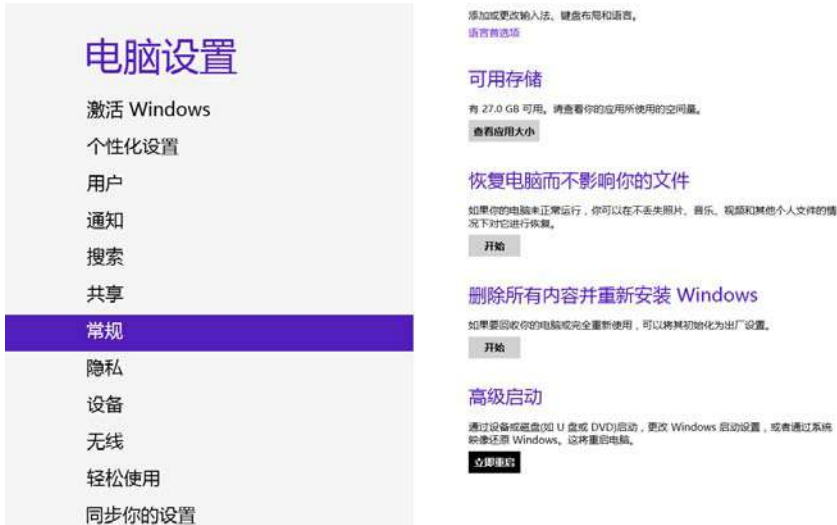 电脑设置
激活 Windows
个性化设置
用户
通知
搜索
共享
常规
隐私
设备
无线
轻松使用
同步你的设置
添加或更改输入法、键盘布局和语言。
语言首选项
可用存储
有 27.0 GB 可用。请查看你的应用所使用的空间量。
查看应用大小
恢复电脑而不影响你的文件
如果你的电脑未正常运行，你可以在不丢失照片、音乐、视频和其他个人文件的情
况下对它进行恢复。
开始
删除所有内容并重新安装 Windows
如果要回收你的电脑或完全重新使用，可以将其初始化为出厂设置。
开始
高级启动
通过设备或磁盘(如 U 盘或 DVD)启动，更改 Windows 启动设置，或者通过系统
映像还原 Windows。这将重启电脑。
立即重启